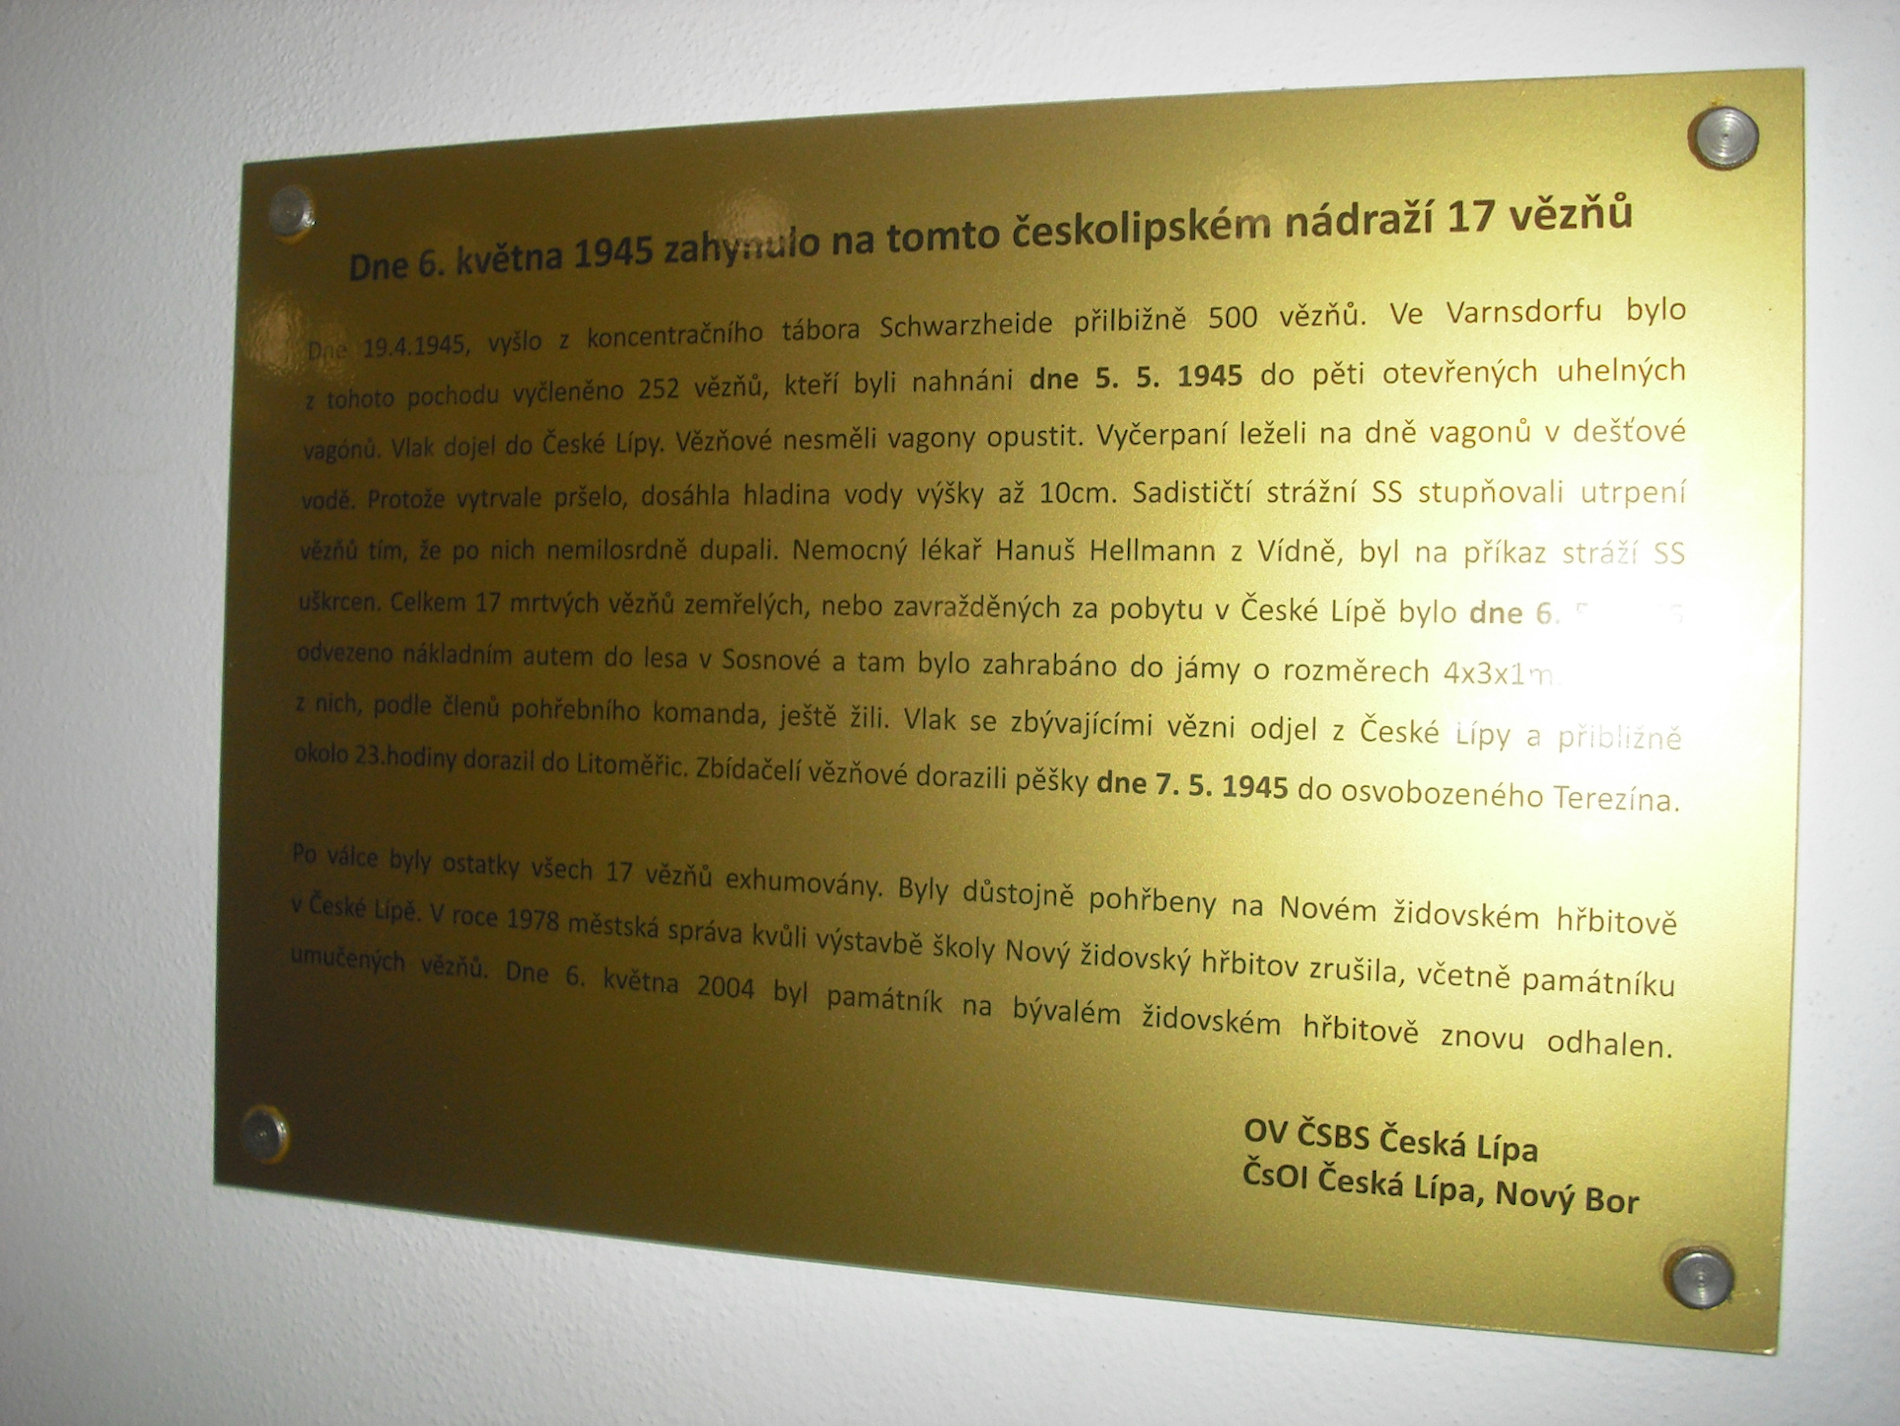 Dne 6. května 1945 zahynulo na tomto českolipském nádraží 17 vězňů
Dne 19.4.1945, vyšlo z koncentračního tábora Schwarzheide přilbižně 500 vězňů. Ve Varnsdorfu bylo
z tohoto pochodu vyčleněno 252 vězňů, kteří byli nahnáni dne 5. 5. 1945 do pěti otevřených uhelných
vagónů. Vlak dojel do České Lípy. Vězňové nesměli vagony opustit. Vyčerpaní leželi na dně vagonů v dešťové
vodě. Protože vytrvale pršelo, dosáhla hladina vody výšky až 10cm. Sadističtí strážní SS stupňovali utrpení
vězňů tím, že po nich nemilosrdně dupali. Nemocný lékař Hanuš Hellmann z Vídně, byl na příkaz stráží SS
uškrcen. Celkem 17 mrtvých vězňů zemřelých, nebo zavražděných za pobytu v České Lípě bylo dne 6.
odvezeno nákladním autem do lesa v Sosnové a tam bylo zahrabáno do jámy o rozměrech 4x3x1m.
z nich, podle členů pohřebního komanda, ještě žili. Vlak se zbývajícími vězni odjel z České Lípy a přibližně
okolo 23.hodiny dorazil do Litoměřic. Zbídačelí vězňové dorazili pěšky dne 7. 5. 1945 do osvobozeného Terezína.
Po válce byly ostatky všech 17 vězňů exhumovány. Byly důstojně pohřbeny na Novém židovském hřbitově
v České Lípě. V roce 1978 městská správa kvůli výstavbě školy Nový židovský hřbitov zrušila, včetně památníku
umučených vězňů. Dne 6. května 2004 byl památník na bývalém židovském hřbitově znovu odhalen.
OV ČSBS Česká Lípa
ČsOI Česká Lípa, Nový Bor